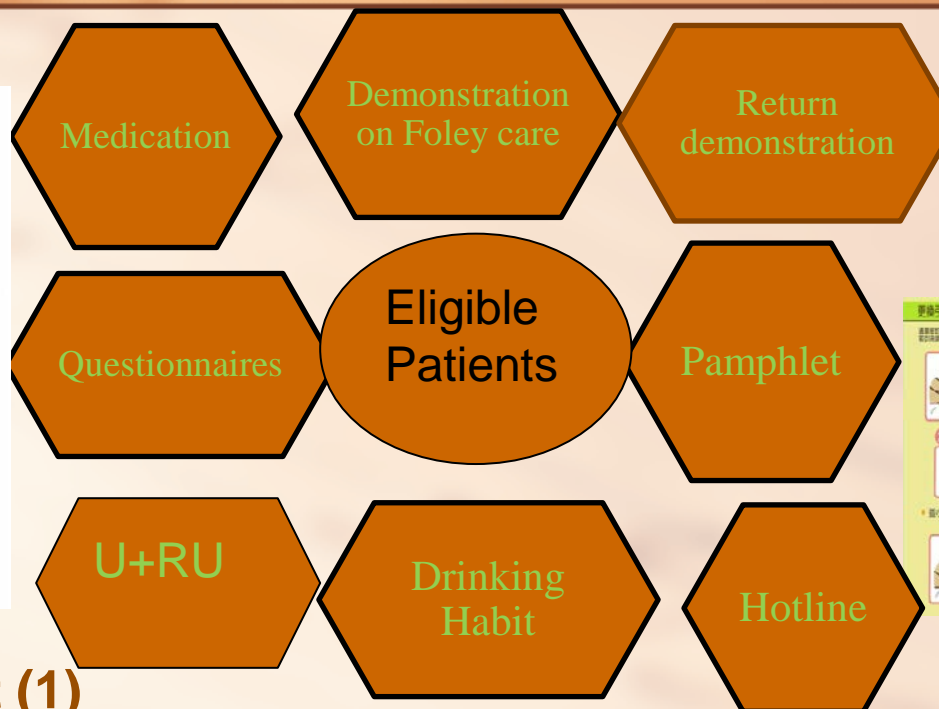 Medication
Demonstration
on Foley care
Return
demonstration
Questionnaires
Eligible
Patients
Pamphlet
U+RU
Drinking
Habit
Hotline
(1)